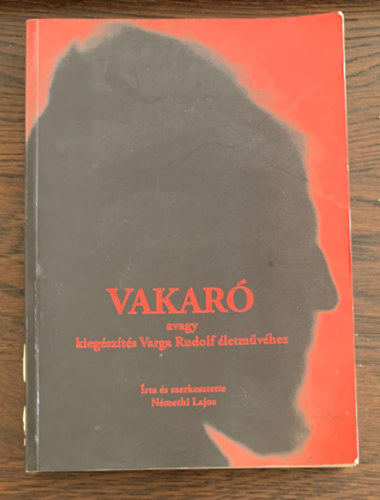 VAKARÓ
avagy
kiegészítés Varga Rudolf életművéhez
Írta és szerkesztette
Némethi Lajos